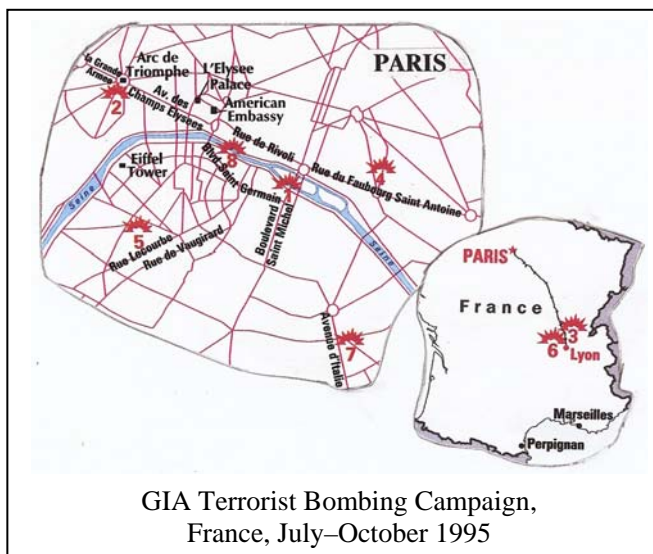 PARIS
La Grande
Armee
Arc de
Triomphe
2
Av. des
Champs Elysees
L'Elysee
Palace
American
Embassy
Rue de Rivoli
8
Eiffel
Tower
Blvd Saint Germain
1
4
Rue du Faubourg Saint Antoine
Seine
5
Rue Lecourbe
Rue de Vaugirard
Boulevard
Saint Michel
Seine
7
Avenue d'Italie
PARIS
France
3
6
Lyon
Marseilles
Perpignan
GIA Terrorist Bombing Campaign,
France, July–October 1995